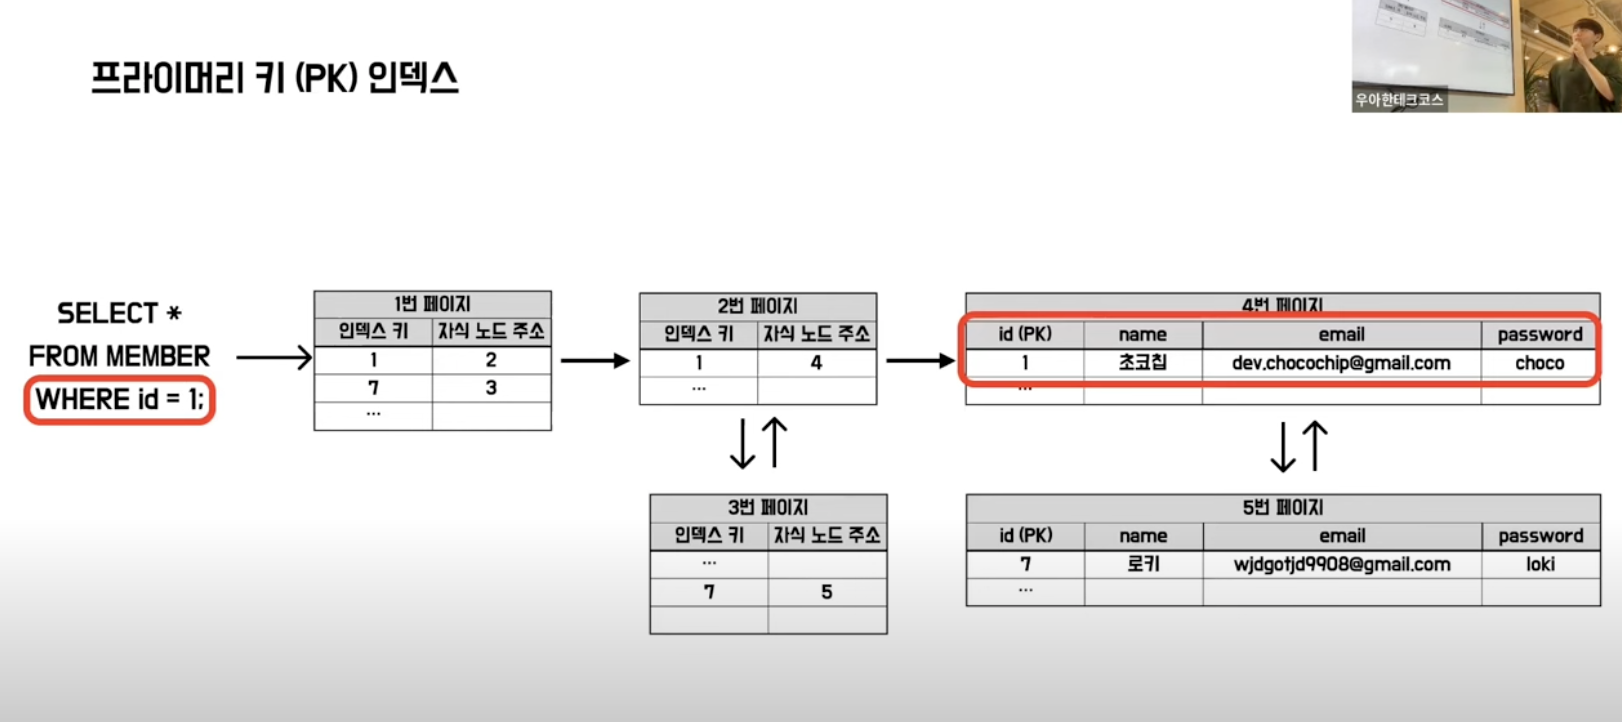 프라이머리 키 (PK) 인덱스
우아한테크코스
SELECT *
FROM MEMBER
WHERE id = 1;
1번 페이지
인덱스 키 자식 노드 주소
1 2
7 3
...
2번 페이지
인덱스 키 자식 노드 주소
1 4
...
3번 페이지
인덱스 키 자식 노드 주소
...
7 5
4번 페이지
id (PK) name email password
1 초코칩 dev.chocochip@gmail.com choco
...
5번 페이지
id (PK) name email password
7 로키 wjdgotjd9908@gmail.com loki
...